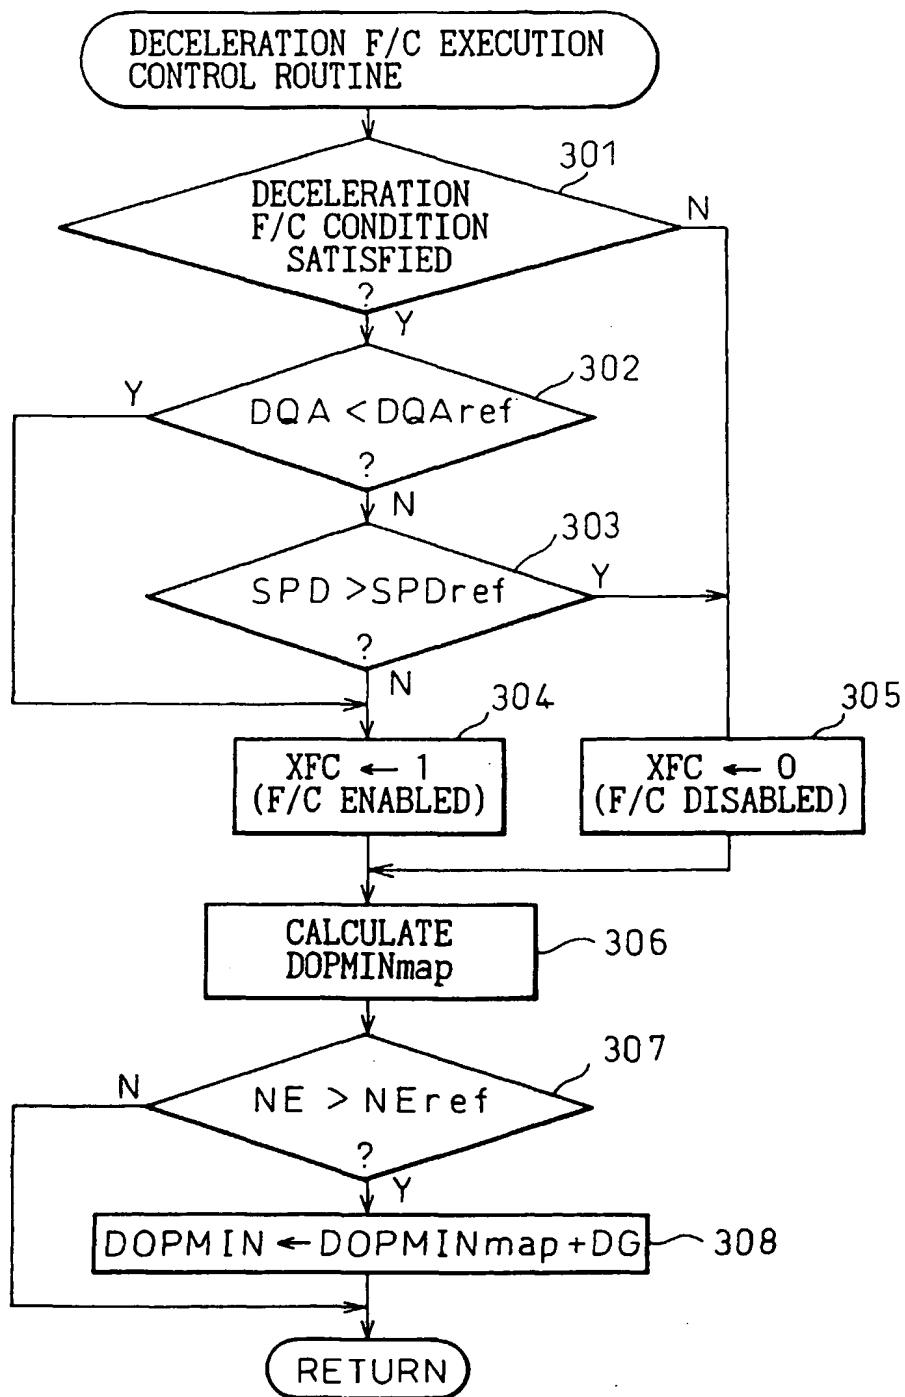 DECELERATION F/C EXECUTION
CONTROL ROUTINE
301
DECELERATION
F/C CONDITION
SATISFIED
?
N
Y
302
Y
DQA < DQAref
?
N
303
SPD > SPDref
Y
?
N
304
305
XFC ← 1
(F/C ENABLED)
XFC ← 0
(F/C DISABLED)
CALCULATE
DOPMINmap
306
307
N
NE > NEref
?
Y
DOPMIN ← DOPMINmap+DG
308
RETURN